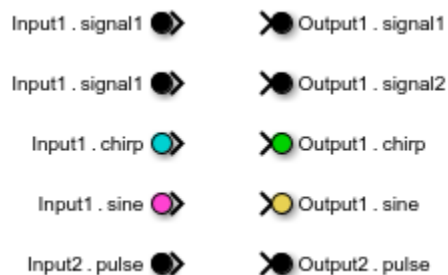 Input1 . signal1
Output1 . signal1
Input1 . signal1
Output1 . signal2
Input1 . chirp
Output1 . chirp
Input1 . sine
Output1 . sine
Input2 . pulse
Output2 . pulse